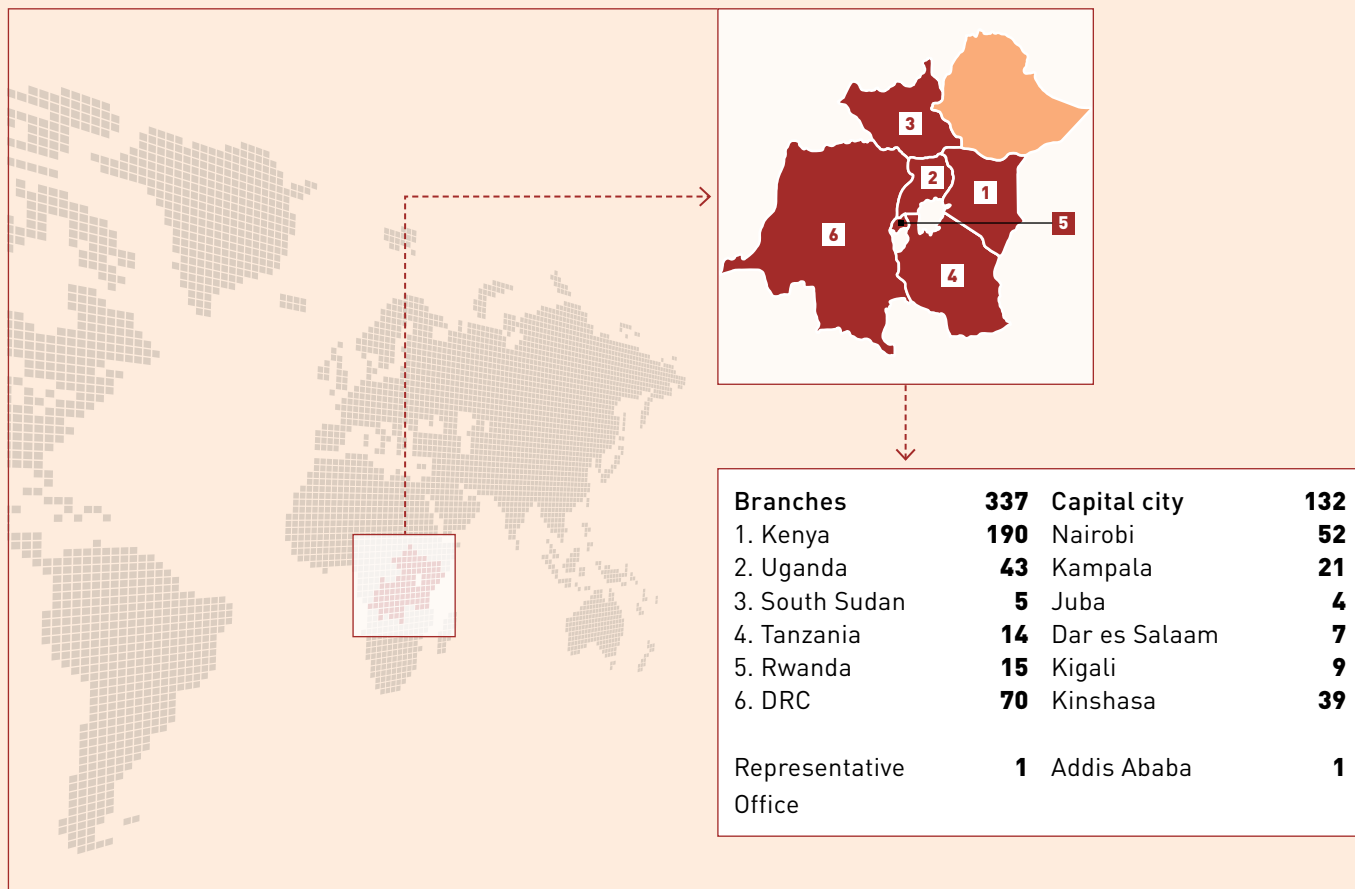 3
2
1
5
6
4
Branches 337 Capital city 132
1. Kenya 190 Nairobi 52
2. Uganda 43 Kampala 21
3. South Sudan 5 Juba 4
4. Tanzania 14 Dar es Salaam 7
5. Rwanda 15 Kigali 9
6. DRC 70 Kinshasa 39
Representative 1 Addis Ababa 1
Office